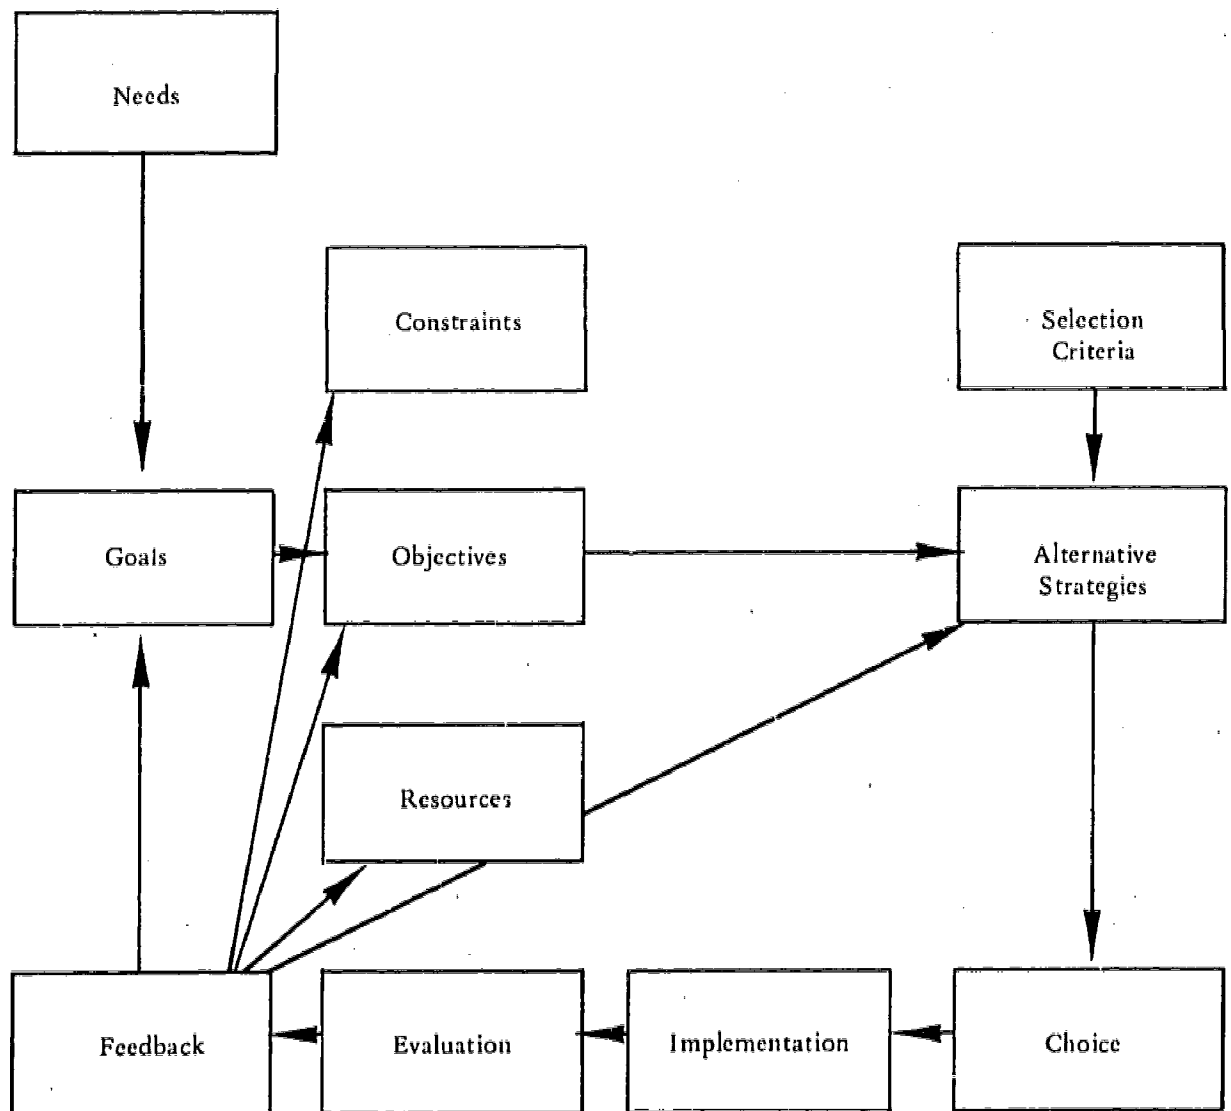 Needs
Constraints
Selection
Criteria
Goals
Objectives
Alternative
Strategies
Resources
Feedback
Evaluation
Implementation
Choice